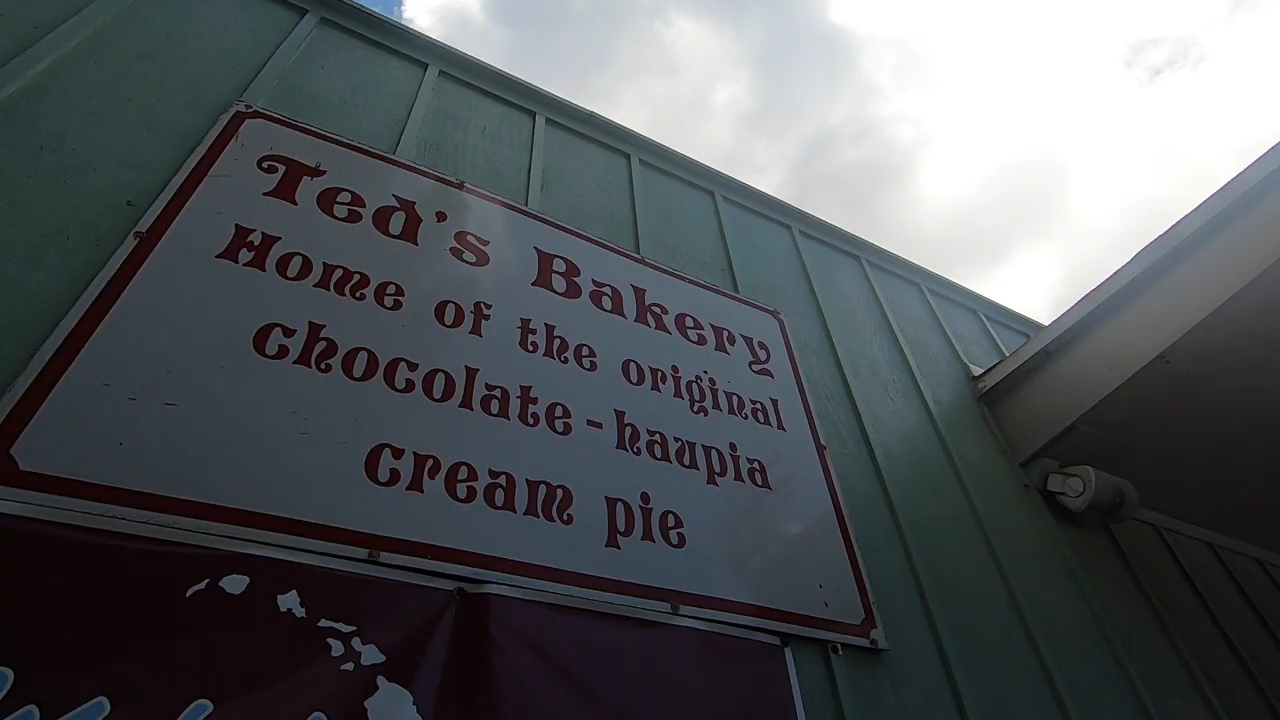 Ted's Bakery
Home of the original
chocolate-haupia
cream pie